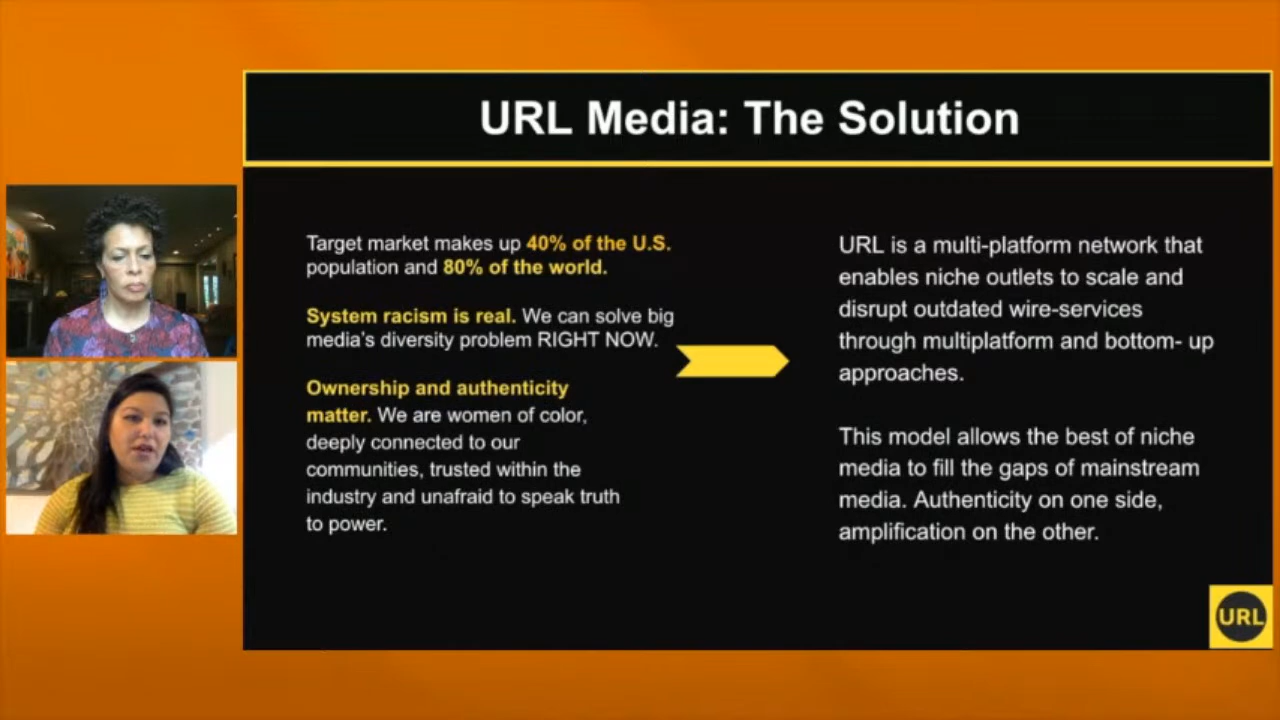 URL Media: The Solution
Target market makes up 40% of the U.S.
population and 80% of the world.
System racism is real. We can solve big
media's diversity problem RIGHT NOW.
Ownership and authenticity
matter. We are women of color,
deeply connected to our
communities, trusted within the
industry and unafraid to speak truth
to power.
URL is a multi-platform network that
enables niche outlets to scale and
disrupt outdated wire-services
through multiplatform and bottom- up
approaches.
This model allows the best of niche
media to fill the gaps of mainstream
media. Authenticity on one side,
amplification on the other.
URL